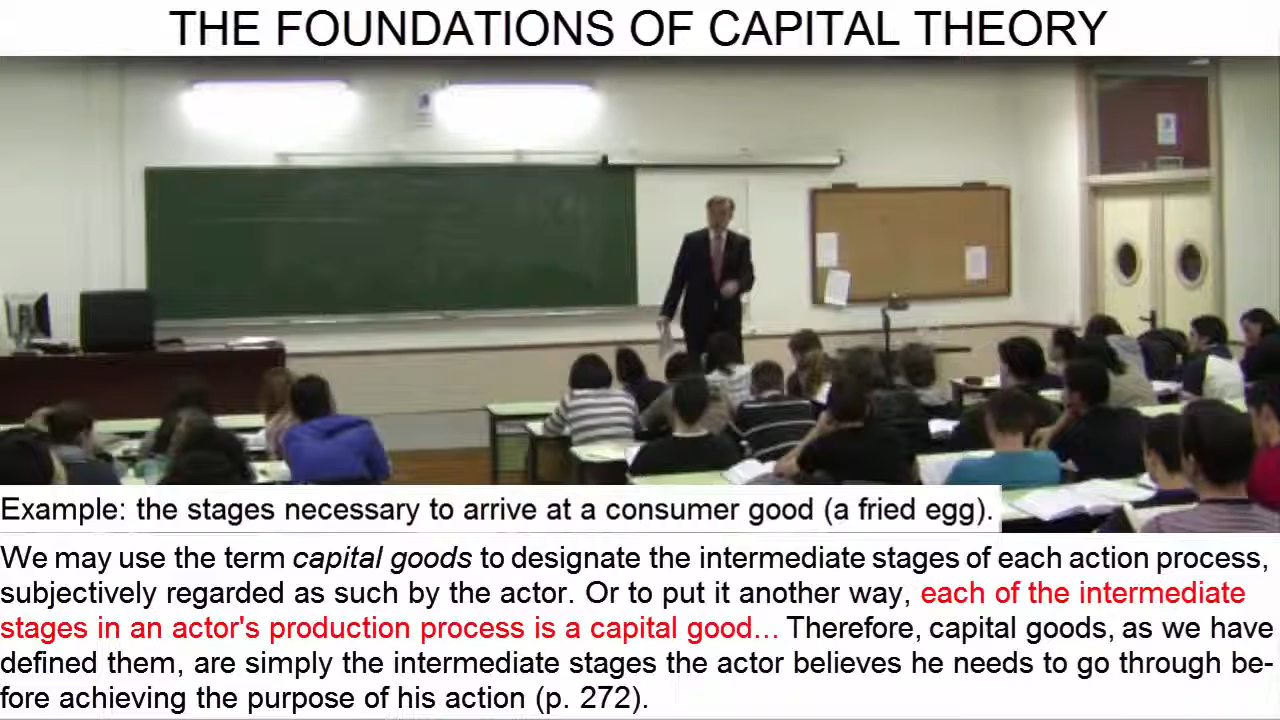 THE FOUNDATIONS OF CAPITAL THEORY
Example: the stages necessary to arrive at a consumer good (a fried egg).
We may use the term capital goods to designate the intermediate stages of each action process,
subjectively regarded as such by the actor. Or to put it another way, each of the intermediate
stages in an actor's production process is a capital good... Therefore, capital goods, as we have
defined them, are simply the intermediate stages the actor believes he needs to go through be-
fore achieving the purpose of his action (p. 272).